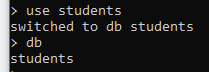 > use students
switched to db students
> db
students